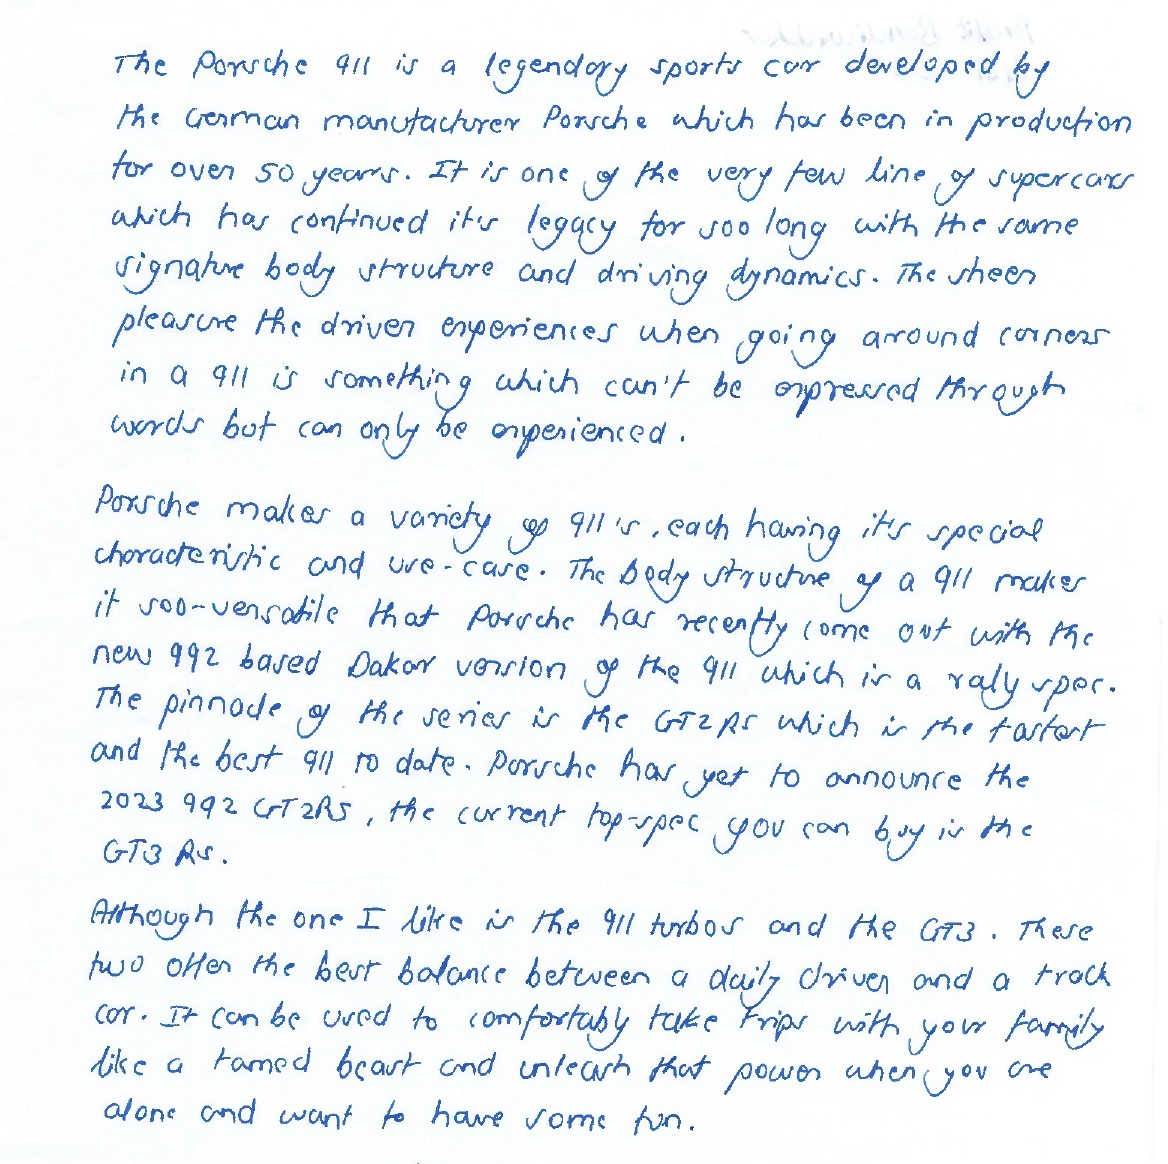 The Porsche 911 is a legendary sports car developed by
the German manufacturer Porsche which has been in production
for over 50 years. It is one of the very few line of supercars
which has continued it's legacy for soo long with the same
signature body structure and driving dynamics. The sheer
pleasure the driver experiences when going around corners
in a 911 is something which can't be expressed through
words but can only be experienced.
Porsche makes a variety of 911's, each having it's special
characteristic and use-case. The body structure of a 911 makes
it soo-versatile that Porsche has recently come out with the
new 992 based Dakar version of the 911 which is a raly spec.
The pinnacle of the series is the GT2RS which is the fastest
and the best 911 to date. Porsche has yet to announce the
2023 992 GT2RS, the current top-spec you can buy is the
GT3 RS.
Although the one I like is the 911 turbos and the GT3. These
two offer the best balance between a daily driver and a track
car. It can be used to comfortably take trips with your family
like a tamed beast and unleash that power when you are
alone and want to have some fun.